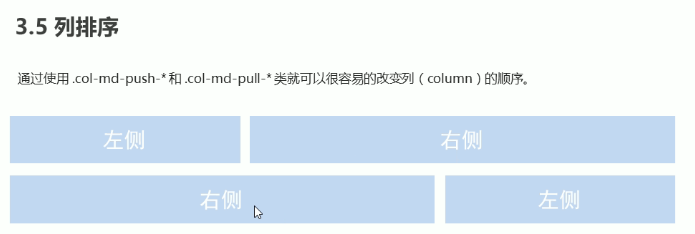 3.5 列排序
通过使用 .col-md-push-* 和 .col-md-pull-* 类就可以很容易的改变列（column）的顺序。
左侧 右侧
右侧 左侧